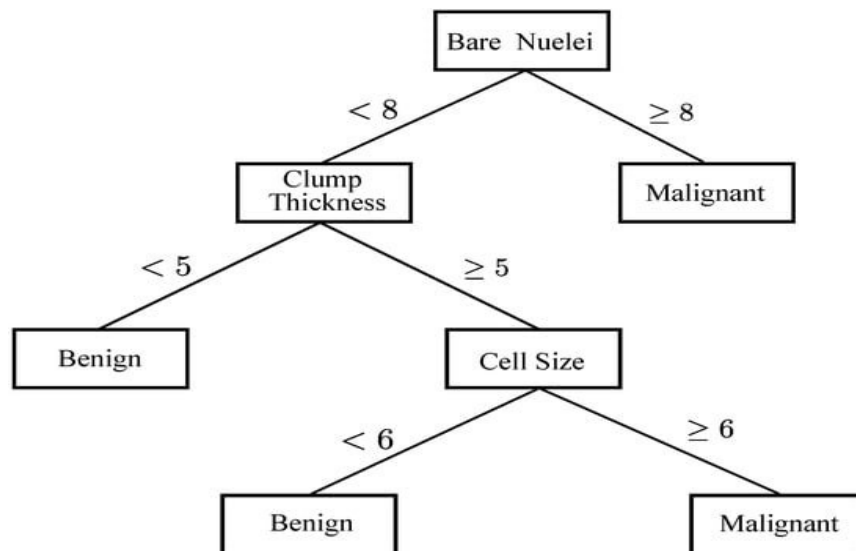 Bare Nuelei
< 8
≥ 8
Clump
Thickness
Malignant
< 5
≥ 5
Benign
Cell Size
< 6
≥ 6
Benign
Malignant